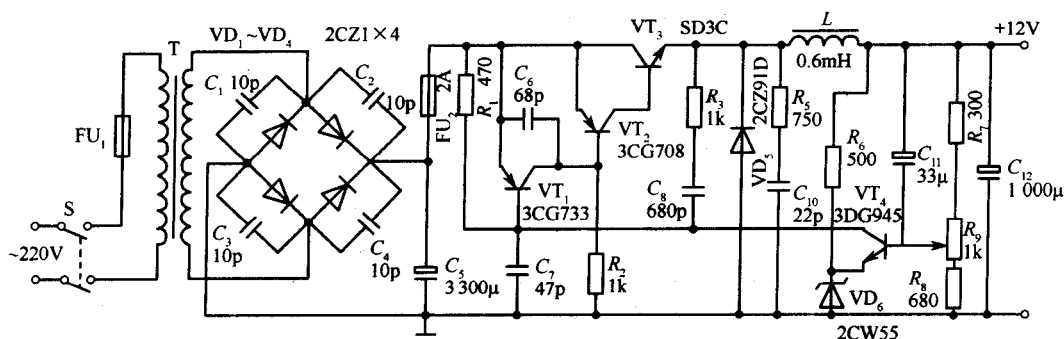 T
VD₁~VD₄
2CZ1×4
C₁
10p
C₂
10p
FU₁
S
~220V
C₃
10p
C₄
10p
FU₂
2A
R₁
470
C₅
3 300μ
C₆
68p
VT₁
3CG733
C₇
47p
VT₂
3CG708
R₂
1k
VT₃
SD3C
R₃
1k
C₈
680p
VD₅
2CZ91D
R₅
750
C₁₀
22p
L
0.6mH
R₆
500
VT₄
3DG945
VD₆
2CW55
C₁₁
33μ
R₇ 300
R₉
1k
R₈
680
C₁₂
1 000μ
+12V